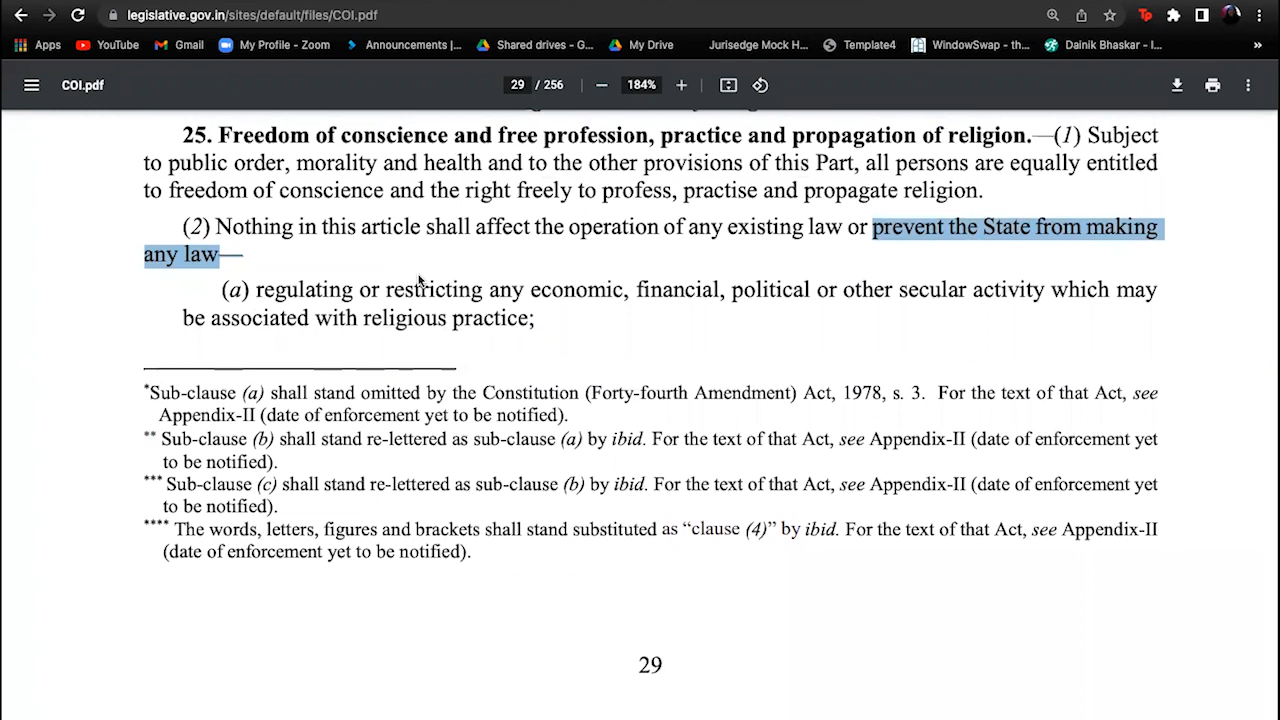 legislative.gov.in/sites/default/files/COI.pdf
Apps YouTube Gmail My Profile - Zoom Announcements |... Shared drives - G... My Drive Jurisedge Mock H... Template4 WindowSwap - th... Dainik Bhaskar - I... »
COI.pdf 29 / 256 — 184% +
25. Freedom of conscience and free profession, practice and propagation of religion.—(1) Subject
to public order, morality and health and to the other provisions of this Part, all persons are equally entitled
to freedom of conscience and the right freely to profess, practise and propagate religion.
(2) Nothing in this article shall affect the operation of any existing law or prevent the State from making
any law—
(a) regulating or restricting any economic, financial, political or other secular activity which may
be associated with religious practice;
*Sub-clause (a) shall stand omitted by the Constitution (Forty-fourth Amendment) Act, 1978, s. 3. For the text of that Act, see
Appendix-II (date of enforcement yet to be notified).
** Sub-clause (b) shall stand re-lettered as sub-clause (a) by ibid. For the text of that Act, see Appendix-II (date of enforcement yet
to be notified).
*** Sub-clause (c) shall stand re-lettered as sub-clause (b) by ibid. For the text of that Act, see Appendix-II (date of enforcement yet
to be notified).
**** The words, letters, figures and brackets shall stand substituted as “clause (4)” by ibid. For the text of that Act, see Appendix-II
(date of enforcement yet to be notified).
29